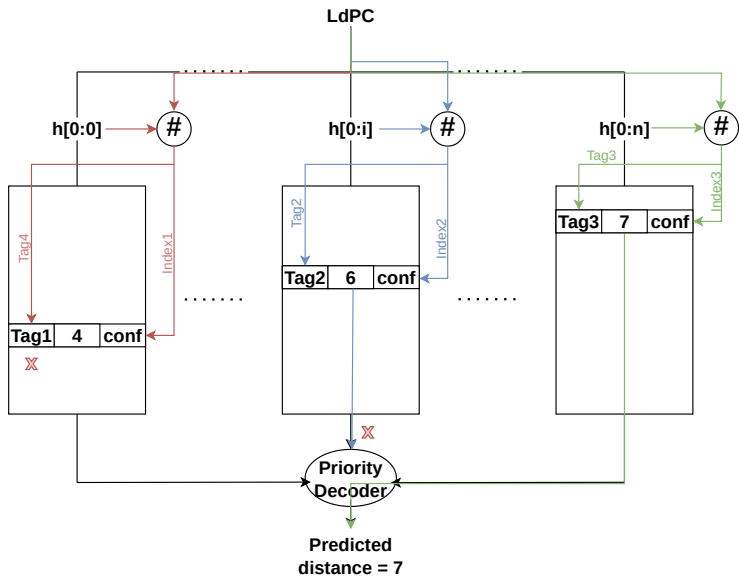 LdPC
h[0:0]
#
h[0:i]
#
h[0:n]
#
Tag3
Tag4
Index1
Tag2
Index2
Index3
Tag3 7 conf
Tag2 6 conf
Tag1 4 conf
X
X
Priority
Decoder
Predicted
distance = 7